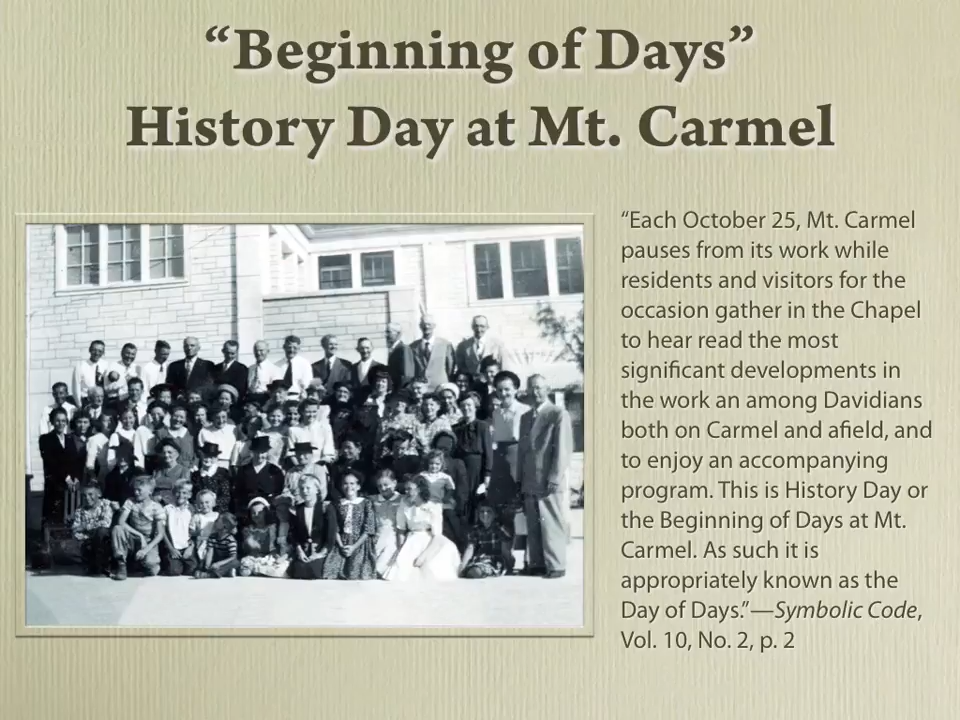 “Beginning of Days”
History Day at Mt. Carmel
“Each October 25, Mt. Carmel
pauses from its work while
residents and visitors for the
occasion gather in the Chapel
to hear read the most
significant developments in
the work an among Davidians
both on Carmel and afield, and
to enjoy an accompanying
program. This is History Day or
the Beginning of Days at Mt.
Carmel. As such it is
appropriately known as the
Day of Days.”—Symbolic Code,
Vol. 10, No. 2, p. 2